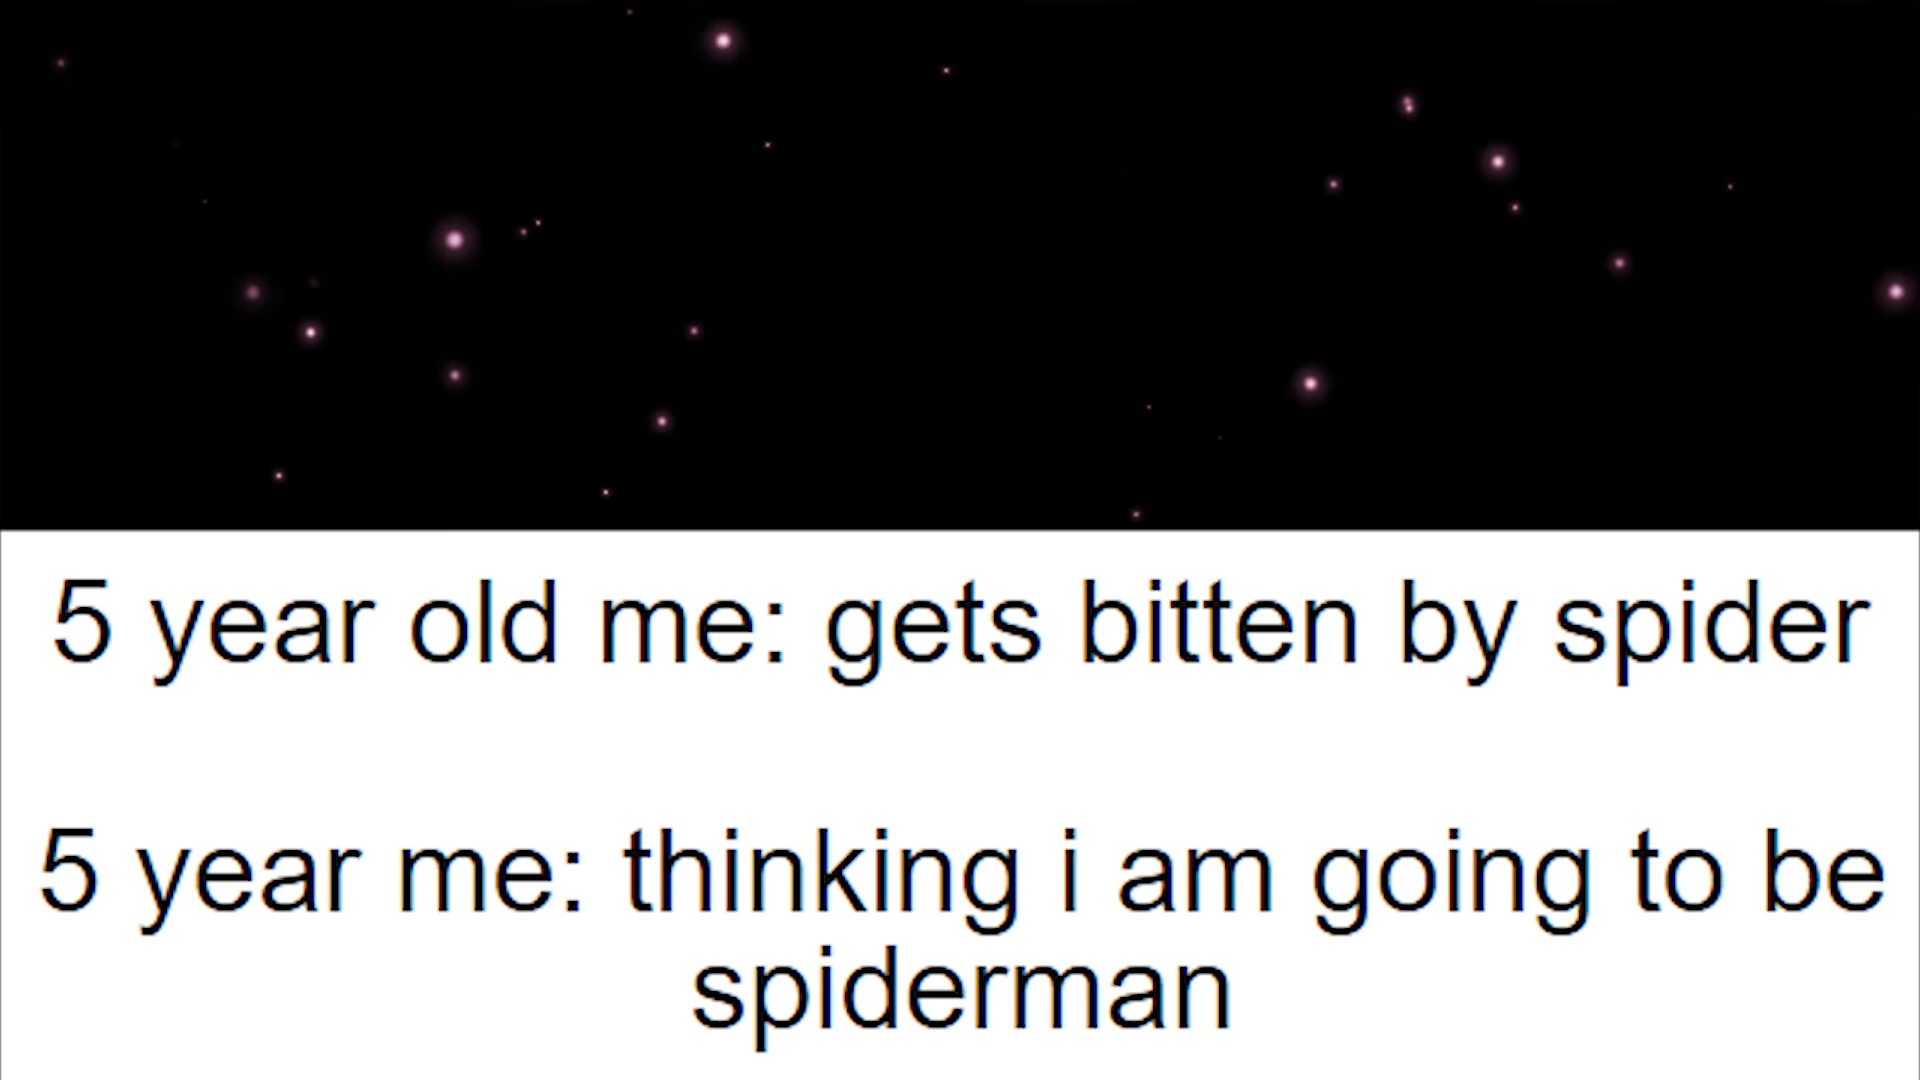 5 year old me: gets bitten by spider
5 year me: thinking i am going to be
spiderman